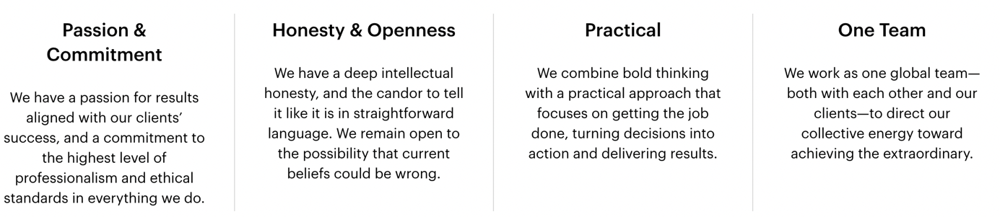 Passion &
Commitment
We have a passion for results
aligned with our clients’
success, and a commitment to
the highest level of
professionalism and ethical
standards in everything we do.
Honesty & Openness
We have a deep intellectual
honesty, and the candor to tell
it like it is in straightforward
language. We remain open to
the possibility that current
beliefs could be wrong.
Practical
We combine bold thinking
with a practical approach that
focuses on getting the job
done, turning decisions into
action and delivering results.
One Team
We work as one global team—
both with each other and our
clients—to direct our
collective energy toward
achieving the extraordinary.